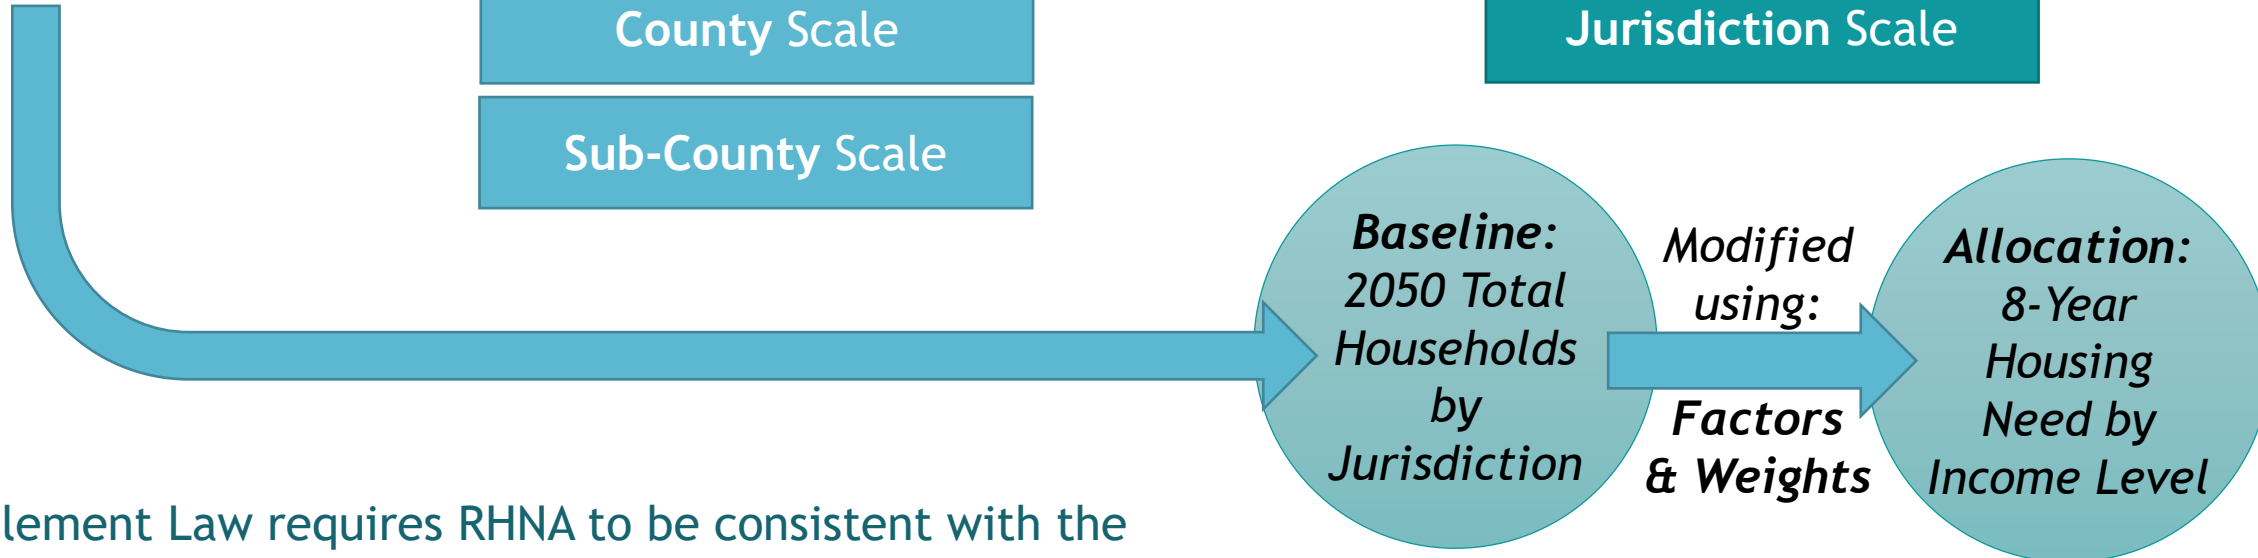 County Scale
Jurisdiction Scale
Sub-County Scale
Baseline:
2050 Total
Households
by
Jurisdiction
Modified
using:
Factors
& Weights
Allocation:
8-Year
Housing
Need by
Income Level
lement Law requires RHNA to be consistent with the